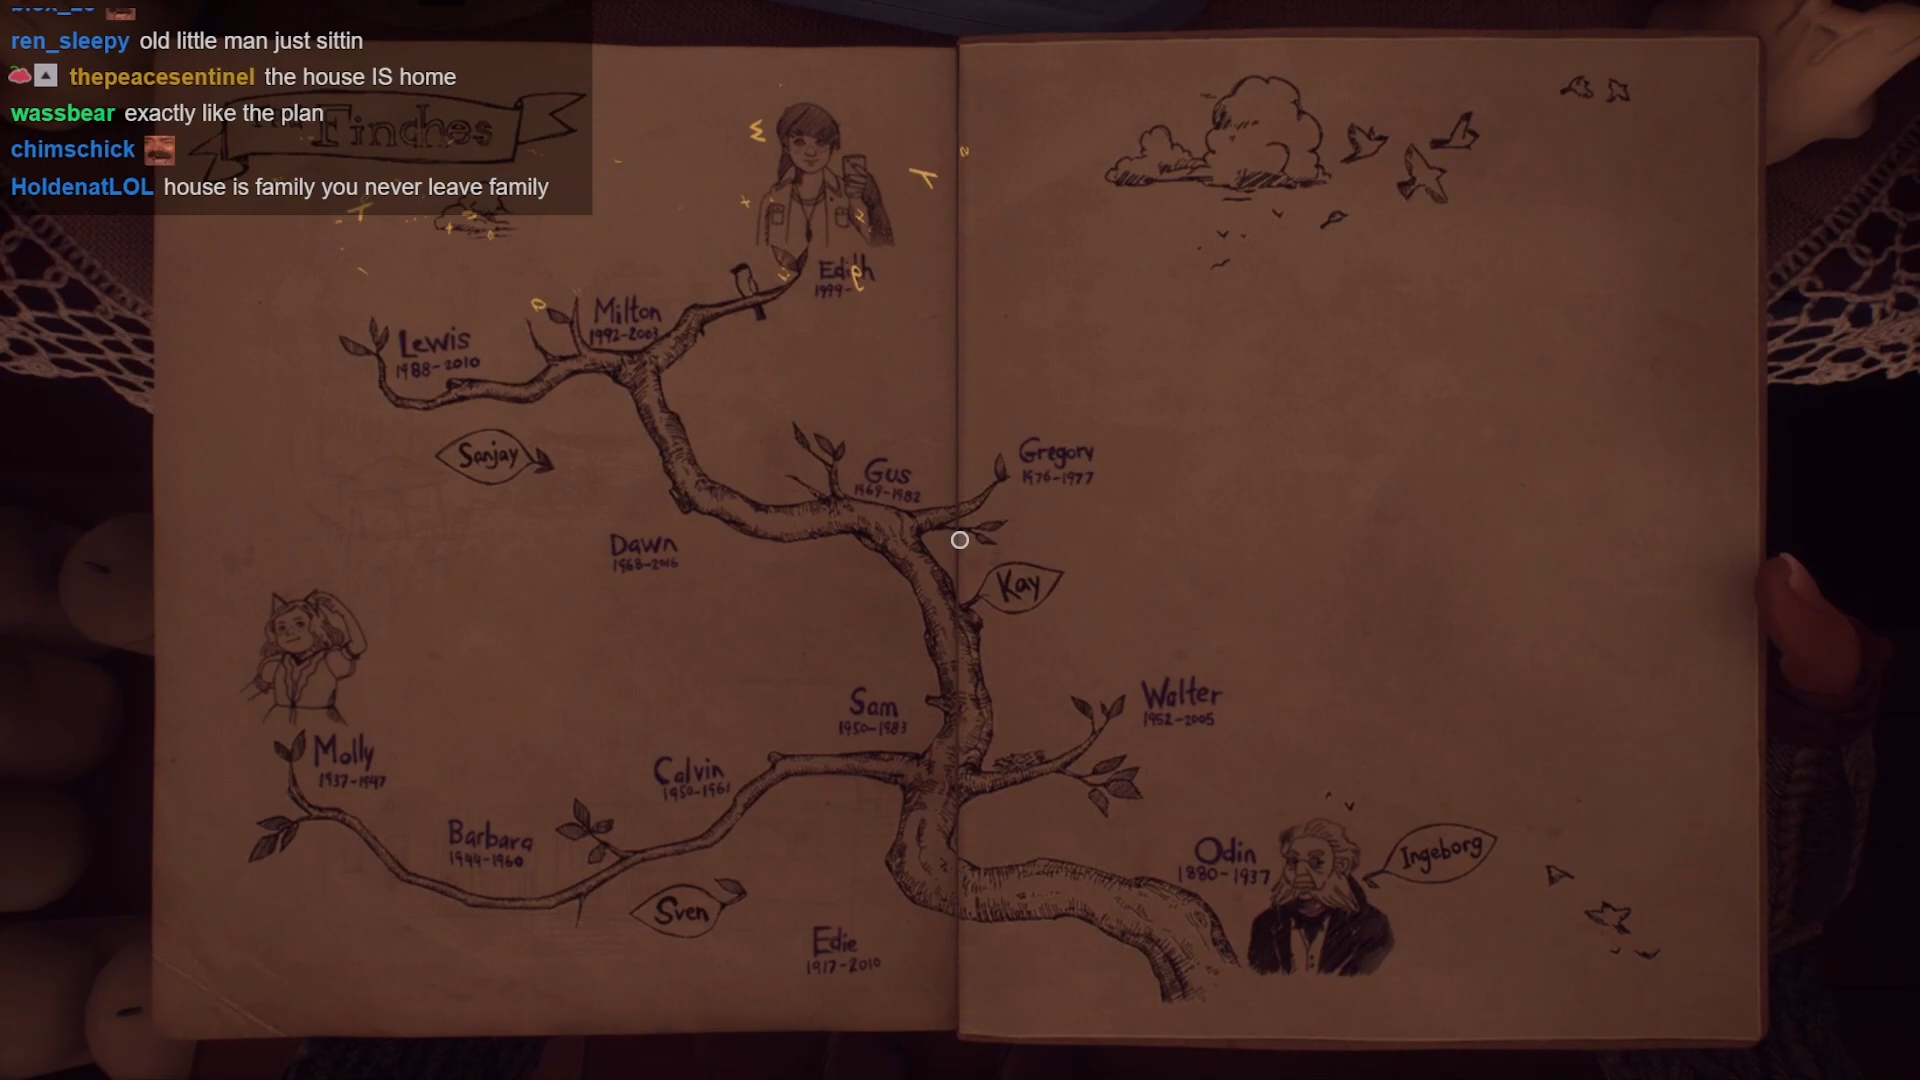 ren_sleepy old little man just sittin
thepeacesentinel the house IS home
wassbear exactly like the plan
chimschick
HoldenatLOL house is family you never leave family
Finches
Edith
1999-
Milton
1992-2003
Lewis
1988-2010
Sanjay
Gus
1969-1982
Gregory
1976-1977
Dawn
1968-2016
Kay
Sam
1950-1983
Walter
1952-2005
Molly
1937-1947
Calvin
1950-1961
Barbara
1944-1960
Sven
Odin
1880-1937
Ingeborg
Edie
1917-2010